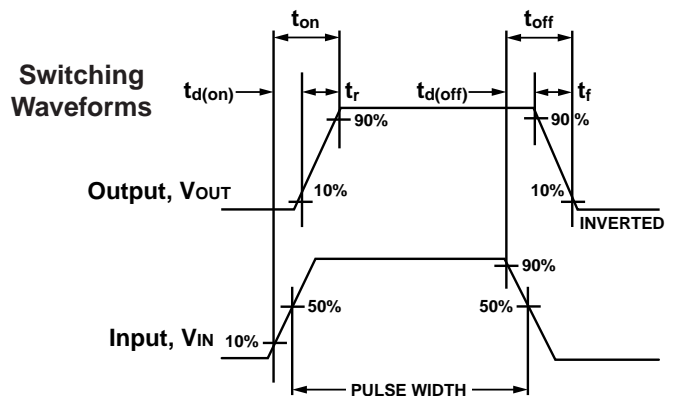 ton
toff
Switching
Waveforms
td(on)
tr
td(off)
tf
90%
90 %
Output, VOUT
10%
10%
INVERTED
90%
50%
50%
Input, VIN
10%
PULSE WIDTH